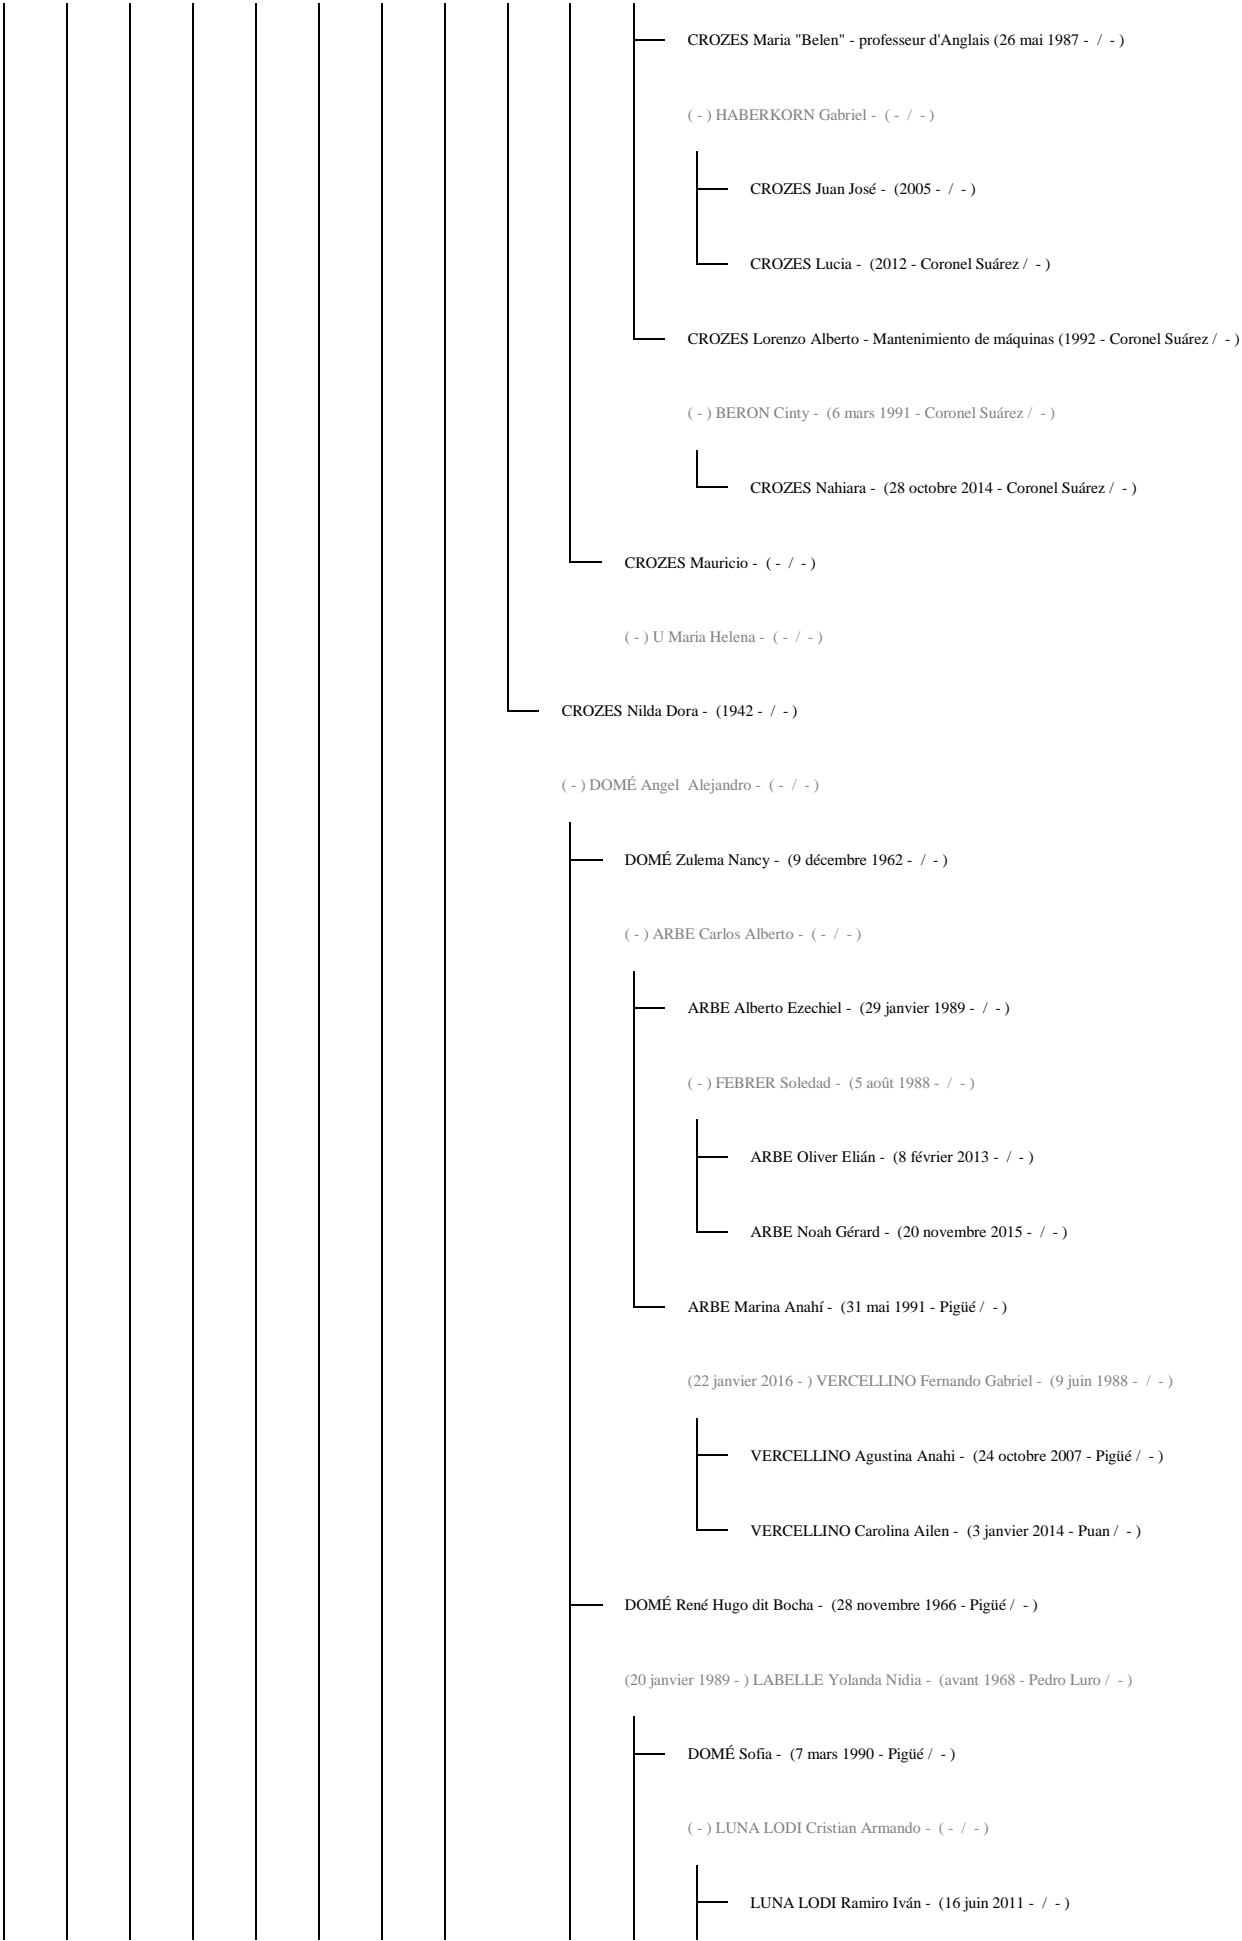 CROZES Maria "Belen" - professeur d'Anglais (26 mai 1987 - / - )
( - ) HABERKORN Gabriel - ( - / - )
CROZES Juan José - (2005 - / - )
CROZES Lucia - (2012 - Coronel Suárez / - )
CROZES Lorenzo Alberto - Mantenimiento de máquinas (1992 - Coronel Suárez / - )
( - ) BERON Cinty - (6 mars 1991 - Coronel Suárez / - )
CROZES Nahiara - (28 octobre 2014 - Coronel Suárez / - )
CROZES Mauricio - ( - / - )
( - ) U Maria Helena - ( - / - )
CROZES Nilda Dora - (1942 - / - )
( - ) DOMÉ Angel Alejandro - ( - / - )
DOMÉ Zulema Nancy - (9 décembre 1962 - / - )
( - ) ARBE Carlos Alberto - ( - / - )
ARBE Alberto Ezechiel - (29 janvier 1989 - / - )
( - ) FEBRER Soledad - (5 août 1988 - / - )
ARBE Oliver Elián - (8 février 2013 - / - )
ARBE Noah Gérard - (20 novembre 2015 - / - )
ARBE Marina Anahí - (31 mai 1991 - Pigüé / - )
(22 janvier 2016 - ) VERCELLINO Fernando Gabriel - (9 juin 1988 - / - )
VERCELLINO Agustina Anahi - (24 octobre 2007 - Pigüé / - )
VERCELLINO Carolina Ailen - (3 janvier 2014 - Puan / - )
DOMÉ René Hugo dit Bocha - (28 novembre 1966 - Pigüé / - )
(20 janvier 1989 - ) LABELLE Yolanda Nidia - (avant 1968 - Pedro Luro / - )
DOMÉ Sofia - (7 mars 1990 - Pigüé / - )
( - ) LUNA LODI Cristian Armando - ( - / - )
LUNA LODI Ramiro Iván - (16 juin 2011 - / - )